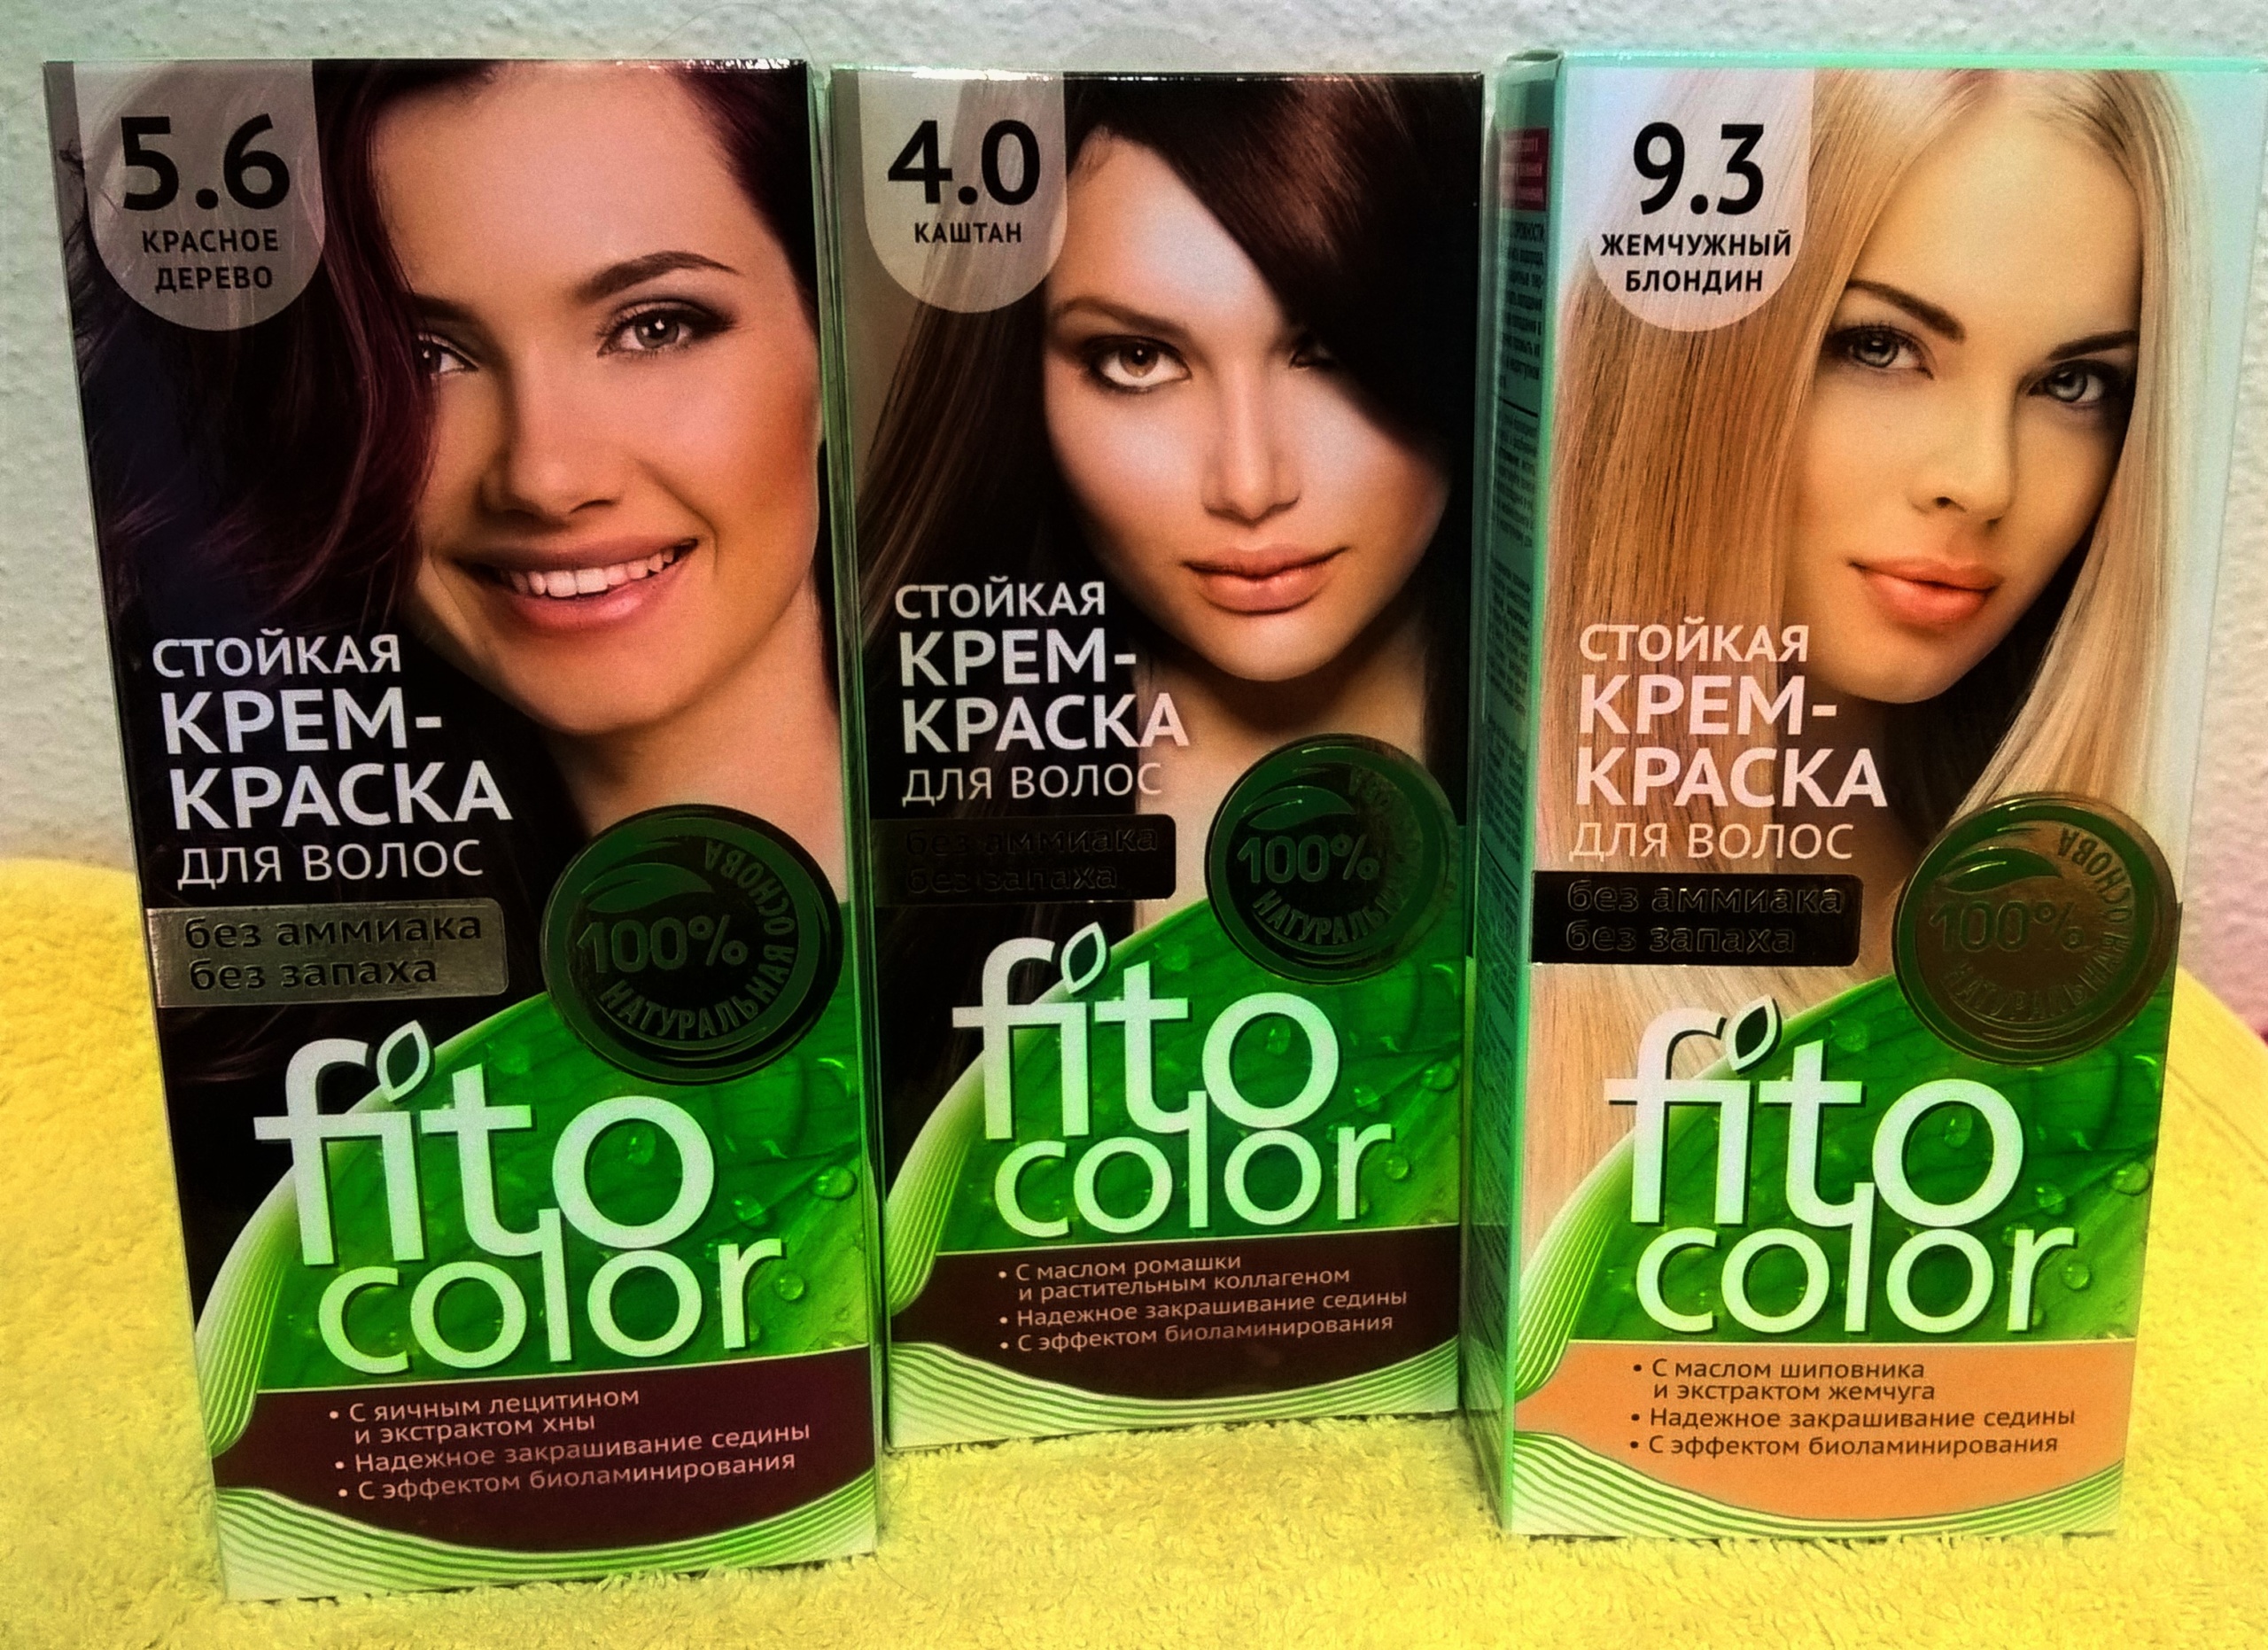 5.6
КРАСНОЕ
ДЕРЕВО
СТОЙКАЯ
КРЕМ-
КРАСКА
ДЛЯ ВОЛОС
без аммиака
без запаха
100%
НАТУРАЛЬНАЯ ОСНОВА
fito
color
• С яичным лецитином
и экстрактом хны
• Надежное закрашивание седины
• С эффектом биоламинирования
4.0
КАШТАН
СТОЙКАЯ
КРЕМ-
КРАСКА
ДЛЯ ВОЛОС
без аммиака
без запаха
100%
НАТУРАЛЬНАЯ ОСНОВА
fito
color
• С маслом ромашки
и растительным коллагеном
• Надежное закрашивание седины
• С эффектом биоламинирования
9.3
ЖЕМЧУЖНЫЙ
БЛОНДИН
СТОЙКАЯ
КРЕМ-
КРАСКА
ДЛЯ ВОЛОС
без аммиака
без запаха
100%
НАТУРАЛЬНАЯ ОСНОВА
fito
color
• С маслом шиповника
и экстрактом жемчуга
• Надежное закрашивание седины
• С эффектом биоламинирования